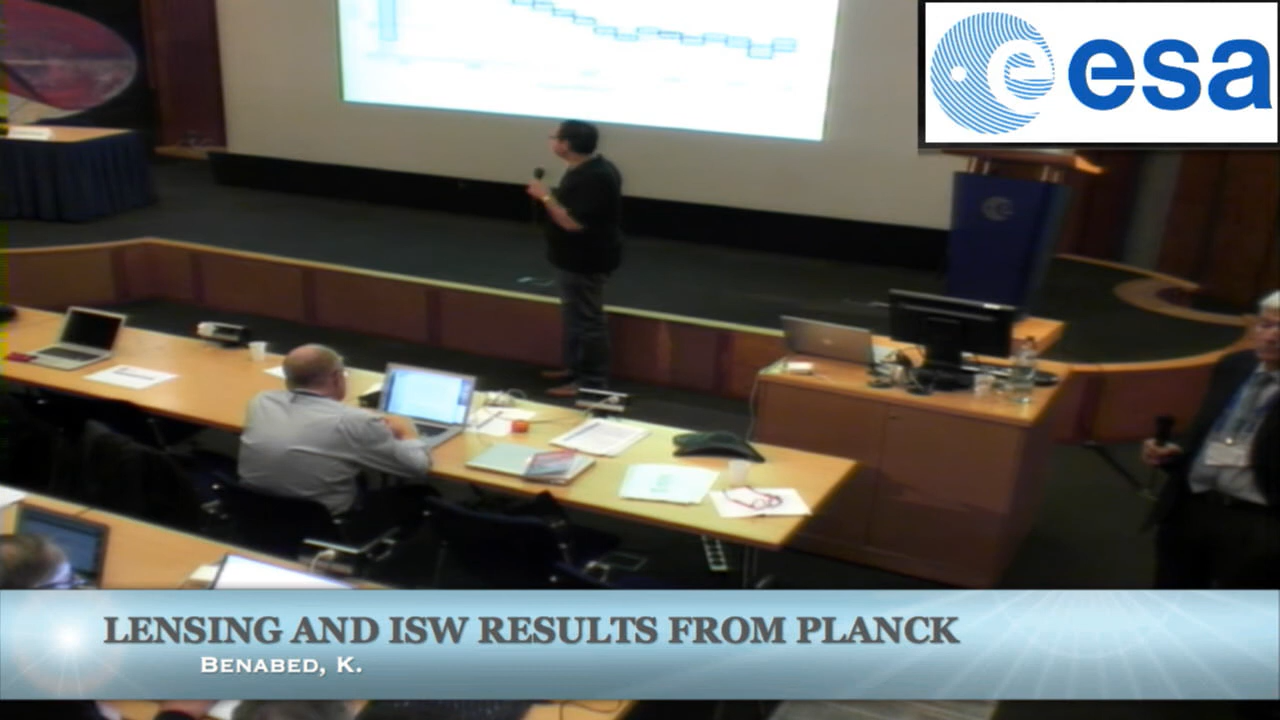 esa
LENSING AND ISW RESULTS FROM PLANCK
BENABED, K.